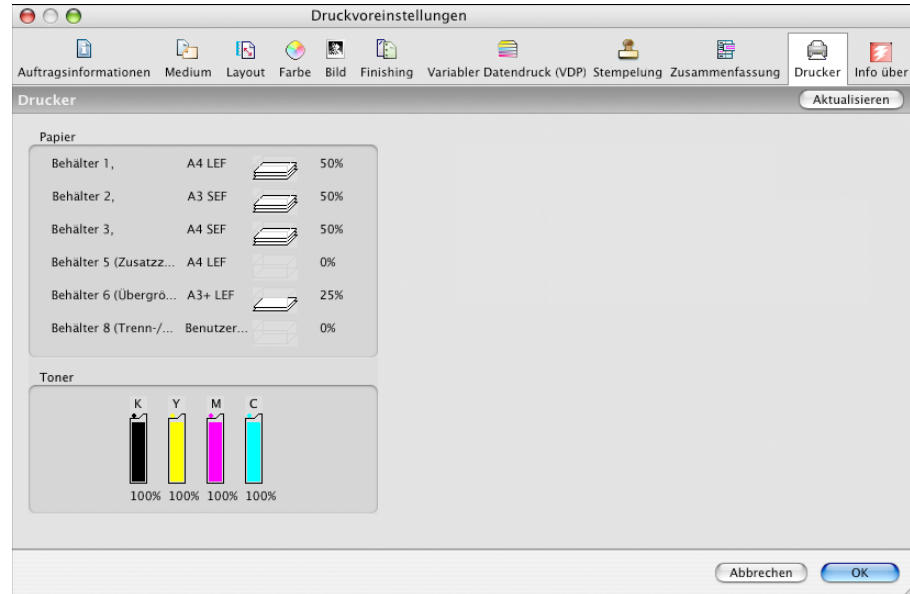 Druckvoreinstellungen
Auftragsinformationen Medium Layout Farbe Bild Finishing Variabler Datendruck (VDP) Stempelung Zusammenfassung Drucker Info über
Drucker Aktualisieren
Papier
Behälter 1, A4 LEF 50%
Behälter 2, A3 SEF 50%
Behälter 3, A4 SEF 50%
Behälter 5 (Zusatzz... A4 LEF 0%
Behälter 6 (Übergrö... A3+ LEF 25%
Behälter 8 (Trenn-/... Benutzer... 0%
Toner
K Y M C
100% 100% 100% 100%
Abbrechen OK